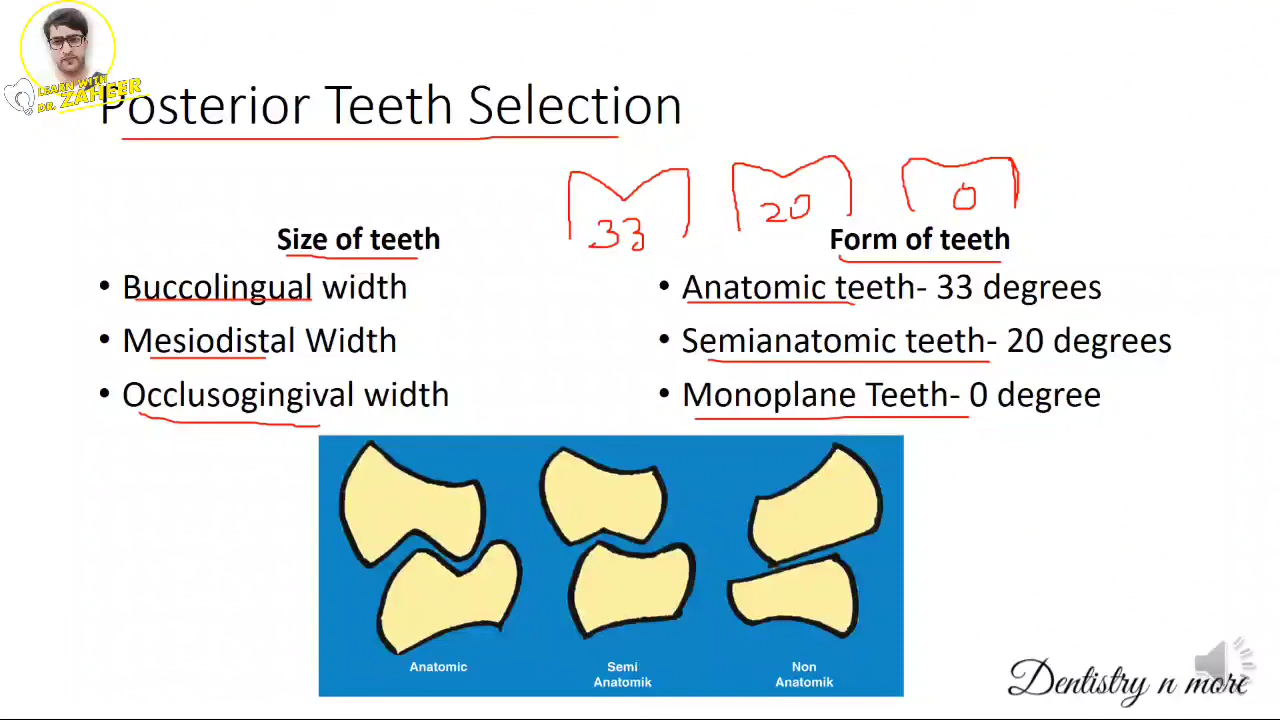 LEARN WITH
DR. ZAHEER
Posterior Teeth Selection
33
20
0
Size of teeth
• Buccolingual width
• Mesiodistal Width
• Occlusogingival width
Form of teeth
• Anatomic teeth- 33 degrees
• Semianatomic teeth- 20 degrees
• Monoplane Teeth- 0 degree
Anatomic
Semi
Anatomik
Non
Anatomik
Dentistry n more